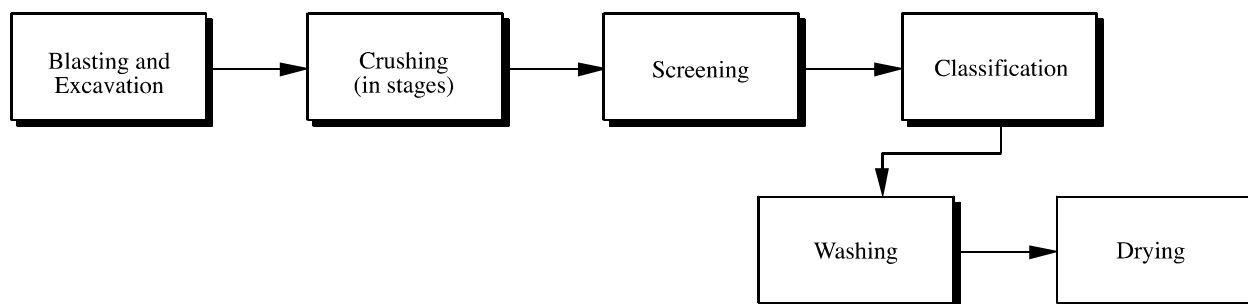 Blasting and
Excavation
Crushing
(in stages)
Screening
Classification
Washing
Drying